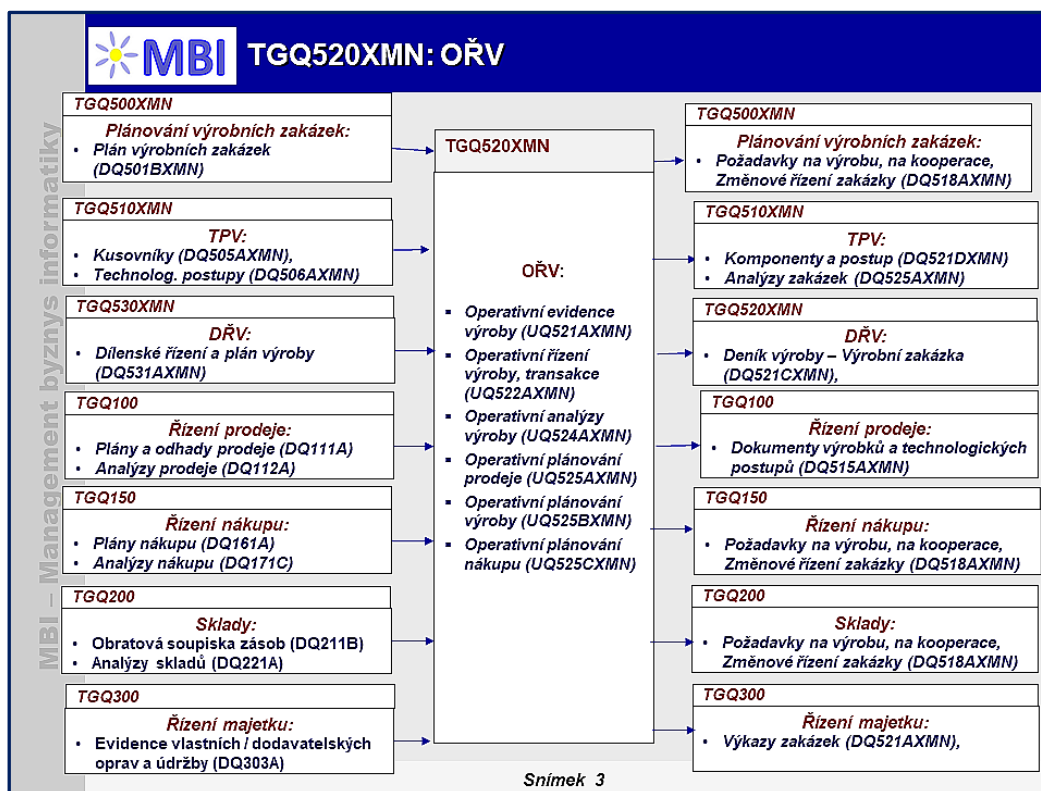 MBI
TGQ520XMN: OŘV
MBI – Management byznys informatiky
TGQ500XMN
Plánování výrobních zakázek:
• Plán výrobních zakázek
(DQ501BXMN)
TGQ510XMN
TPV:
• Kusovníky (DQ505AXMN),
• Technolog. postupy (DQ506AXMN)
TGQ530XMN
DŘV:
• Dílenské řízení a plán výroby
(DQ531AXMN)
TGQ100
Řízení prodeje:
• Plány a odhady prodeje (DQ111A)
• Analýzy prodeje (DQ112A)
TGQ150
Řízení nákupu:
• Plány nákupu (DQ161A)
• Analýzy nákupu (DQ171C)
TGQ200
Sklady:
• Obratová soupiska zásob (DQ211B)
• Analýzy skladů (DQ221A)
TGQ300
Řízení majetku:
• Evidence vlastních / dodavatelských
oprav a údržby (DQ303A)
TGQ520XMN
OŘV:
▪ Operativní evidence
výroby (UQ521AXMN)
▪ Operativní řízení
výroby, transakce
(UQ522AXMN)
▪ Operativní analýzy
výroby (UQ524AXMN)
▪ Operativní plánování
prodeje (UQ525AXMN)
▪ Operativní plánování
výroby (UQ525BXMN)
▪ Operativní plánování
nákupu (UQ525CXMN)
TGQ500XMN
Plánování výrobních zakázek:
• Požadavky na výrobu, na kooperace,
Změnové řízení zakázky (DQ518AXMN)
TGQ510XMN
TPV:
• Komponenty a postup (DQ521DXMN)
• Analýzy zakázek (DQ525AXMN)
TGQ520XMN
DŘV:
• Deník výroby – Výrobní zakázka
(DQ521CXMN),
TGQ100
Řízení prodeje:
• Dokumenty výrobků a technologických
postupů (DQ515AXMN)
TGQ150
Řízení nákupu:
• Požadavky na výrobu, na kooperace,
Změnové řízení zakázky (DQ518AXMN)
TGQ200
Sklady:
• Požadavky na výrobu, na kooperace,
Změnové řízení zakázky (DQ518AXMN)
TGQ300
Řízení majetku:
• Výkazy zakázek (DQ521AXMN),
Snímek 3